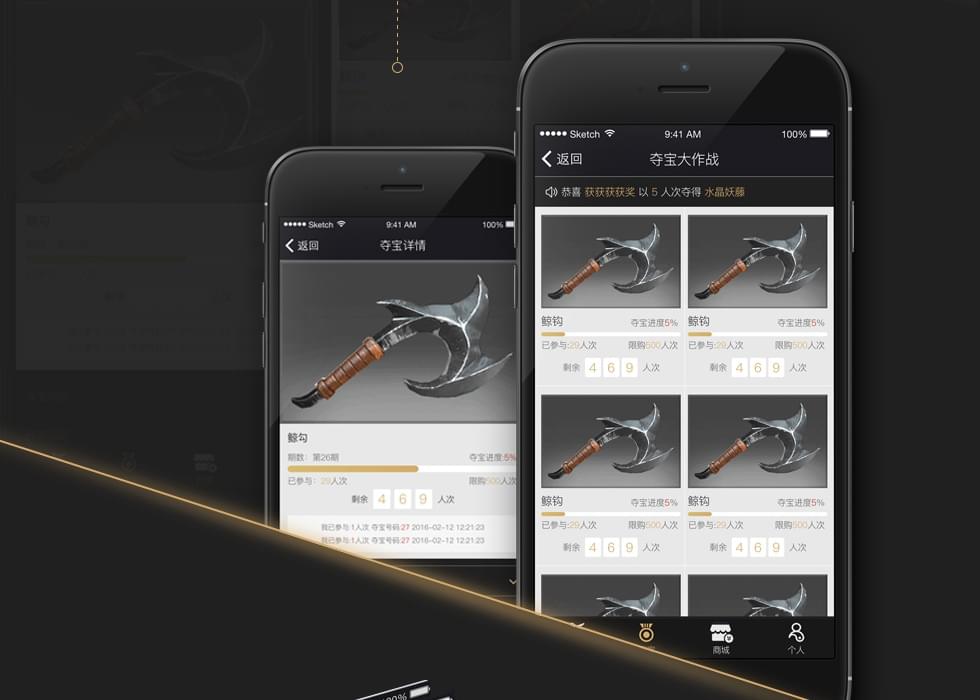 Sketch 9:41 AM 100%
返回 夺宝详情
鲸勾
期数：第26期 夺宝进度:5%
已参与：29人次 限购500人次
剩余 4 6 9 人次
我已参与:1人次 夺宝号码:27 2016-02-12 12:21:23
我已参与:1人次 夺宝号码:27 2016-02-12 12:21:23
Sketch 9:41 AM 100%
返回 夺宝大作战
恭喜 获获获获奖 以 5 人次夺得 水晶妖藤
鲸钩 夺宝进度5%
已参与:29人次 限购500人次
剩余 4 6 9 人次
鲸钩 夺宝进度5%
已参与:29人次 限购500人次
剩余 4 6 9 人次
鲸钩 夺宝进度5%
已参与:29人次 限购500人次
剩余 4 6 9 人次
鲸钩 夺宝进度5%
已参与:29人次 限购500人次
剩余 4 6 9 人次
商城
个人